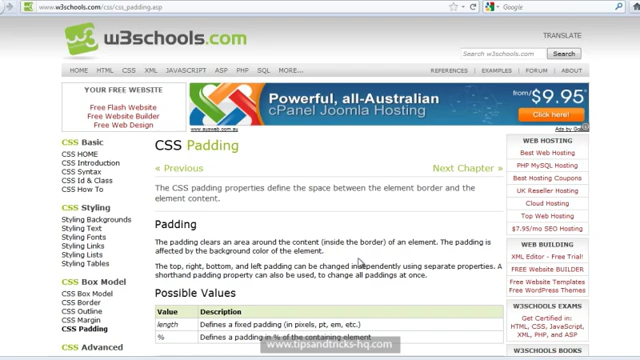 www.w3schools.com/css/css_padding.asp
Google
w3schools.com
TRANSLATE
Search w3schools.com
Search
HOME HTML CSS XML JAVASCRIPT ASP PHP SQL MORE...
REFERENCES | EXAMPLES | FORUM | ABOUT
YOUR FREE WEBSITE
Free Flash Website
Free Website Builder
Free Web Design
Powerful, all-Australian
cPanel Joomla Hosting
from/$9.95
Click here!
www.auweb.com.au
Ads by Google
CSS Basic
CSS HOME
CSS Introduction
CSS Syntax
CSS Id & Class
CSS How To
CSS Styling
Styling Backgrounds
Styling Text
Styling Fonts
Styling Links
Styling Lists
Styling Tables
CSS Box Model
CSS Box Model
CSS Border
CSS Outline
CSS Margin
CSS Padding
CSS Advanced
CSS Padding
« Previous
Next Chapter »
The CSS padding properties define the space between the element border and the
element content.
Padding
The padding clears an area around the content (inside the border) of an element. The padding is
affected by the background color of the element.
The top, right, bottom, and left padding can be changed independently using separate properties. A
shorthand padding property can also be used, to change all paddings at once.
Possible Values
Value Description
length Defines a fixed padding (in pixels, pt, em, etc.)
% Defines a padding in % of the containing element
WEB HOSTING
Best Web Hosting
PHP MySQL Hosting
Best Hosting Coupons
UK Reseller Hosting
Cloud Hosting
Top Web Hosting
$7.95/mo SEO Hosting
WEB BUILDING
XML Editor - Free Trial!
FREE Website BUILDER
Free Website Templates
Free WordPress Themes
W3SCHOOLS EXAMS
Get Certified in:
HTML, CSS, JavaScript,
XML, PHP, and ASP
www.tipsandtricks-hq.com